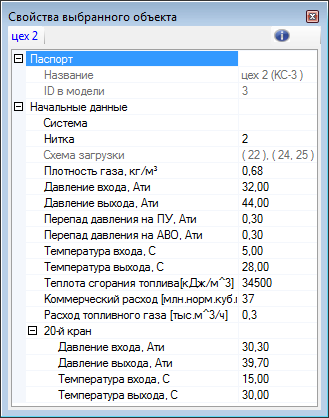 Свойства выбранного объекта
цех 2
Паспорт
Название цех 2 (КС-3 )
ID в модели 3
Начальные данные
Система
Нитка 2
Схема загрузки ( 22 ), ( 24, 25 )
Плотность газа, кг/м³ 0,68
Давление входа, Ати 32,00
Давление выхода, Ати 44,00
Перепад давления на ПУ, Ати 0,30
Перепад давления на АВО, Ати 0,30
Температура входа, С 5,00
Температура выхода, С 28,00
Теплота сгорания топлива[кДж/м^3] 34500
Коммерческий расход [млн.норм.куб.м 37
Расход топливного газа [тыс.м^3/ч] 0,3
20-й кран
Давление входа, Ати 30,30
Давление выхода, Ати 39,70
Температура входа, С 15,00
Температура выхода, С 30,00